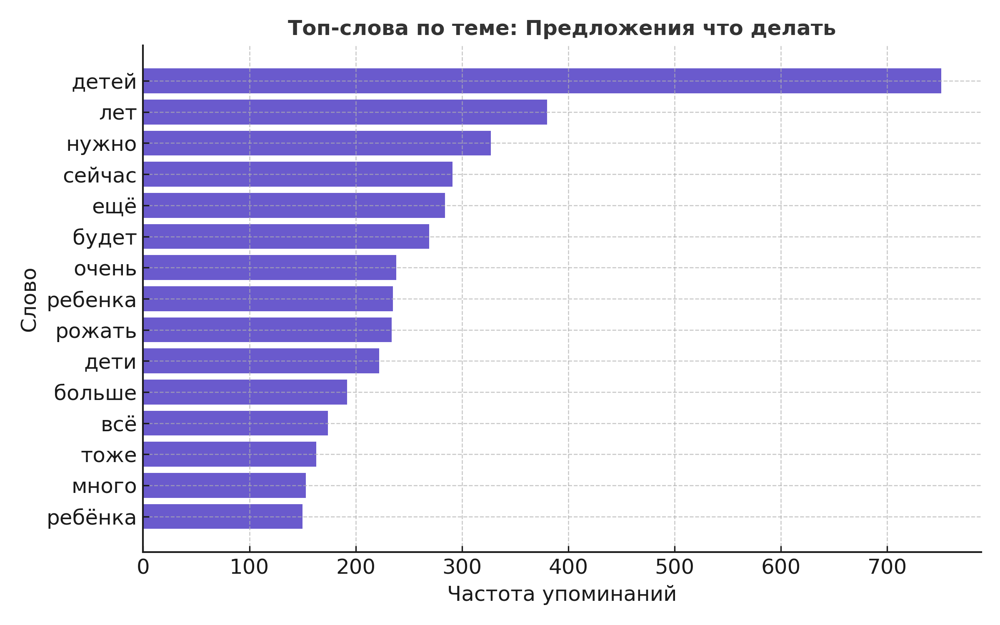 Топ-слова по теме: Предложения что делать
детей
лет
нужно
сейчас
ещё
будет
очень
ребенка
рожать
дети
больше
всё
тоже
много
ребёнка
Слово
0 100 200 300 400 500 600 700
Частота упоминаний